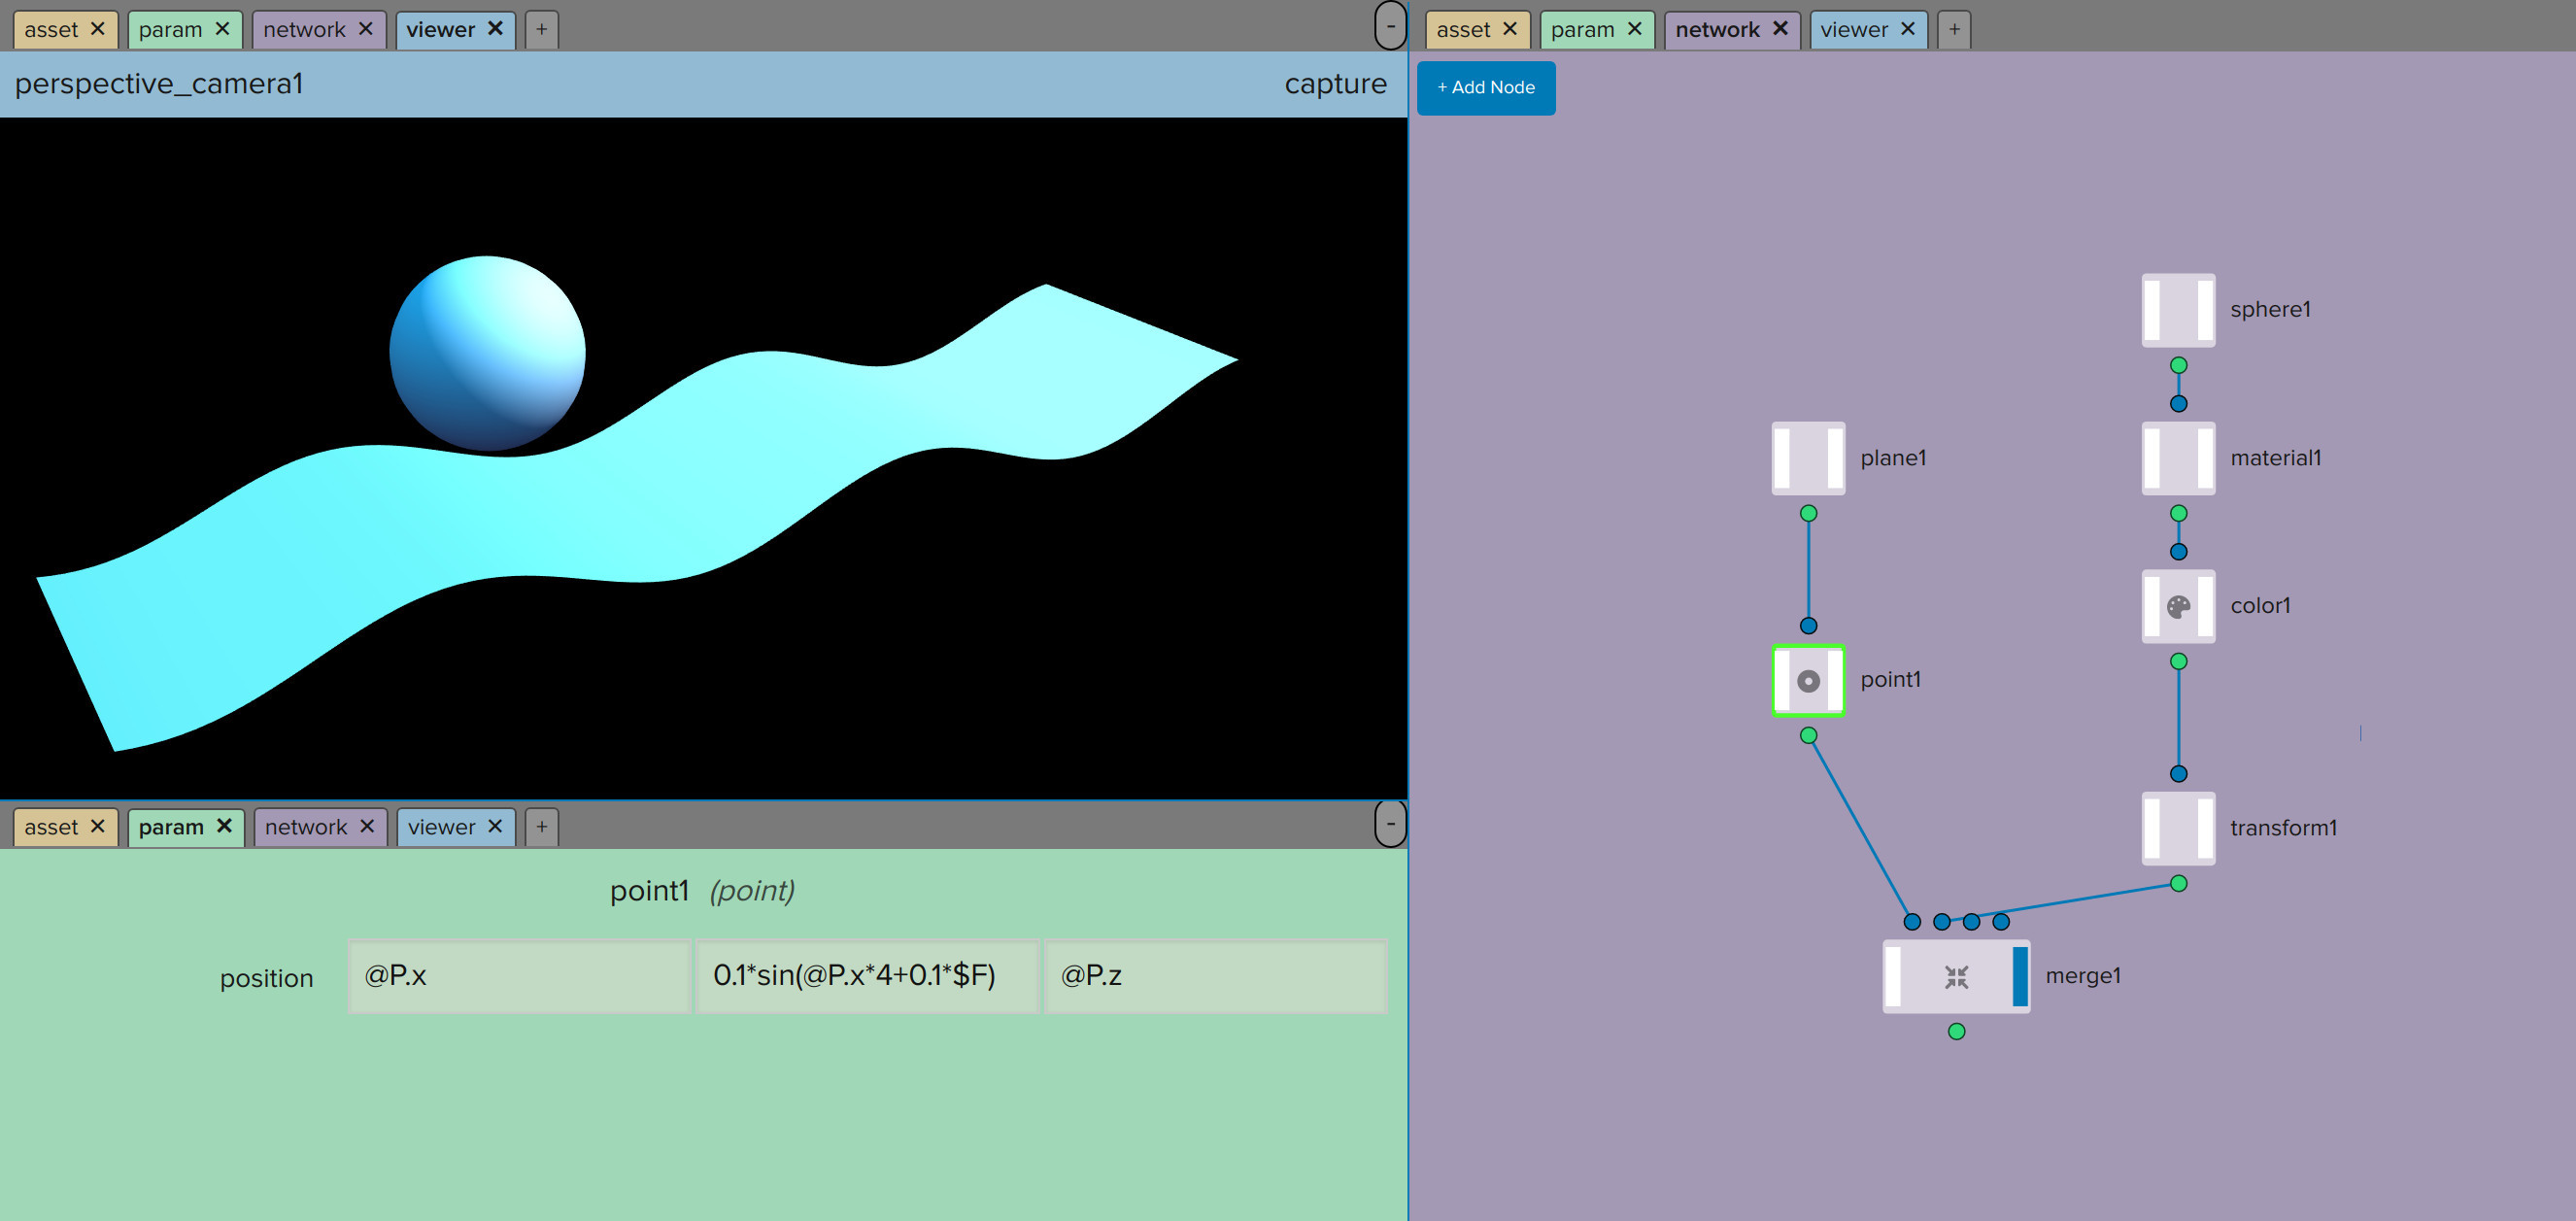 asset ✕ param ✕ network ✕ viewer ✕ + -
perspective_camera1 capture
asset ✕ param ✕ network ✕ viewer ✕ + -
point1 (point)
position @P.x 0.1*sin(@P.x*4+0.1*$F) @P.z
asset ✕ param ✕ network ✕ viewer ✕ +
+ Add Node
sphere1
plane1 material1
color1
point1
transform1
merge1